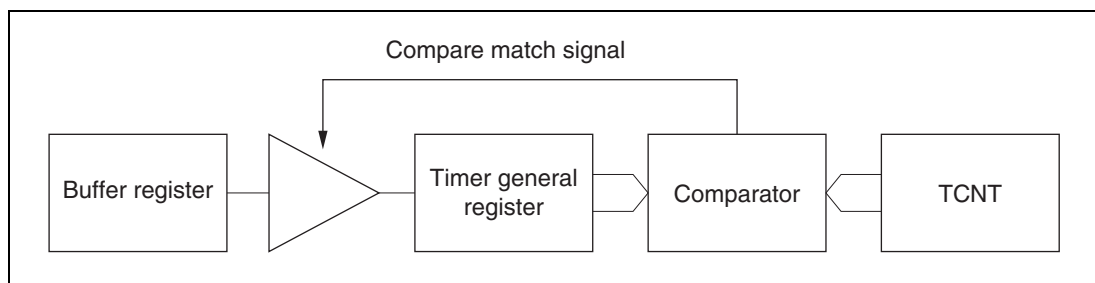 Compare match signal
Buffer register
Timer general
register
Comparator
TCNT